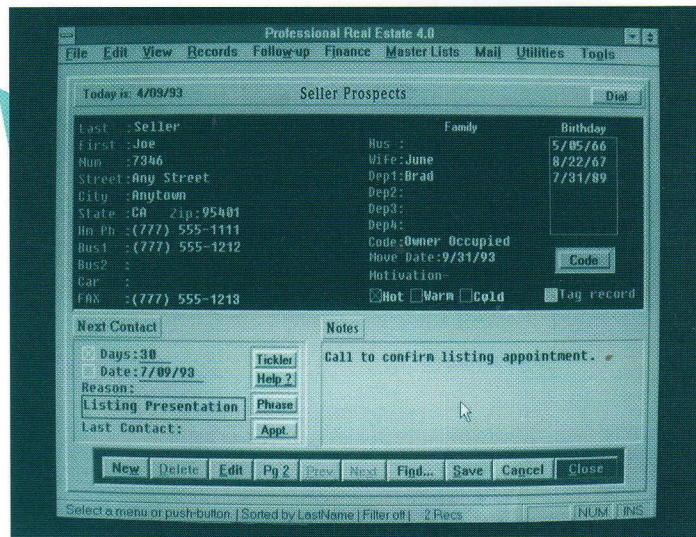 Professional Real Estate 4.0
File Edit View Records Follow-up Finance Master Lists Mail Utilities Tools
Today is: 4/09/93 Seller Prospects Dial
Last :Seller Family Birthday
First :Joe Hus : 5/05/66
Num :7346 Wife:June 8/22/67
Street:Any Street Dep1:Brad 7/31/89
City :Anytown Dep2:
State :CA Zip:95401 Dep3:
Hm Ph :(777) 555-1111 Dep4:
Bus1 :(777) 555-1212 Code:Owner Occupied
Bus2 : Move Date:9/31/93 Code
Car : Motivation-
FAX :(777) 555-1213 Hot Warm Cold Tag record
Next Contact Notes
Days:30 Tickler Call to confirm listing appointment.
Date:7/09/93 Help ?
Reason:
Listing Presentation Phrase
Last Contact: Appt.
New Delete Edit Pg 2 Prev Next Find... Save Cancel Close
Select a menu or push-button. | Sorted by LastName | Filter off | 2 Recs NUM INS